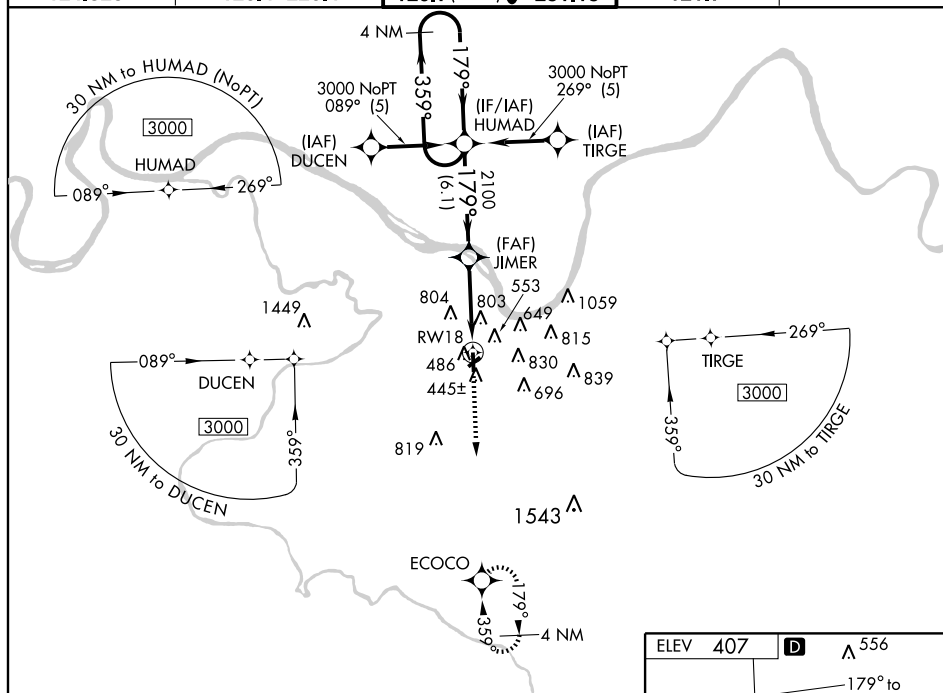 4 NM
179°
359°
30 NM to HUMAD (NoPT)
3000
HUMAD
089°
269°
3000 NoPT
089° (5)
(IF/IAF)
HUMAD
3000 NoPT
269° (5)
(IAF)
DUCEN
(IAF)
TIRGE
2100
179°
(6.1)
(FAF)
JIMER
553
804
803
649
1059
815
1449
RW18
486
830
445±
696
839
819
1543
089°
DUCEN
3000
359°
30 NM to DUCEN
269°
TIRGE
3000
359°
30 NM to TIRGE
ECOCO
179°
359°
4 NM
ELEV 407
D
556
179° to